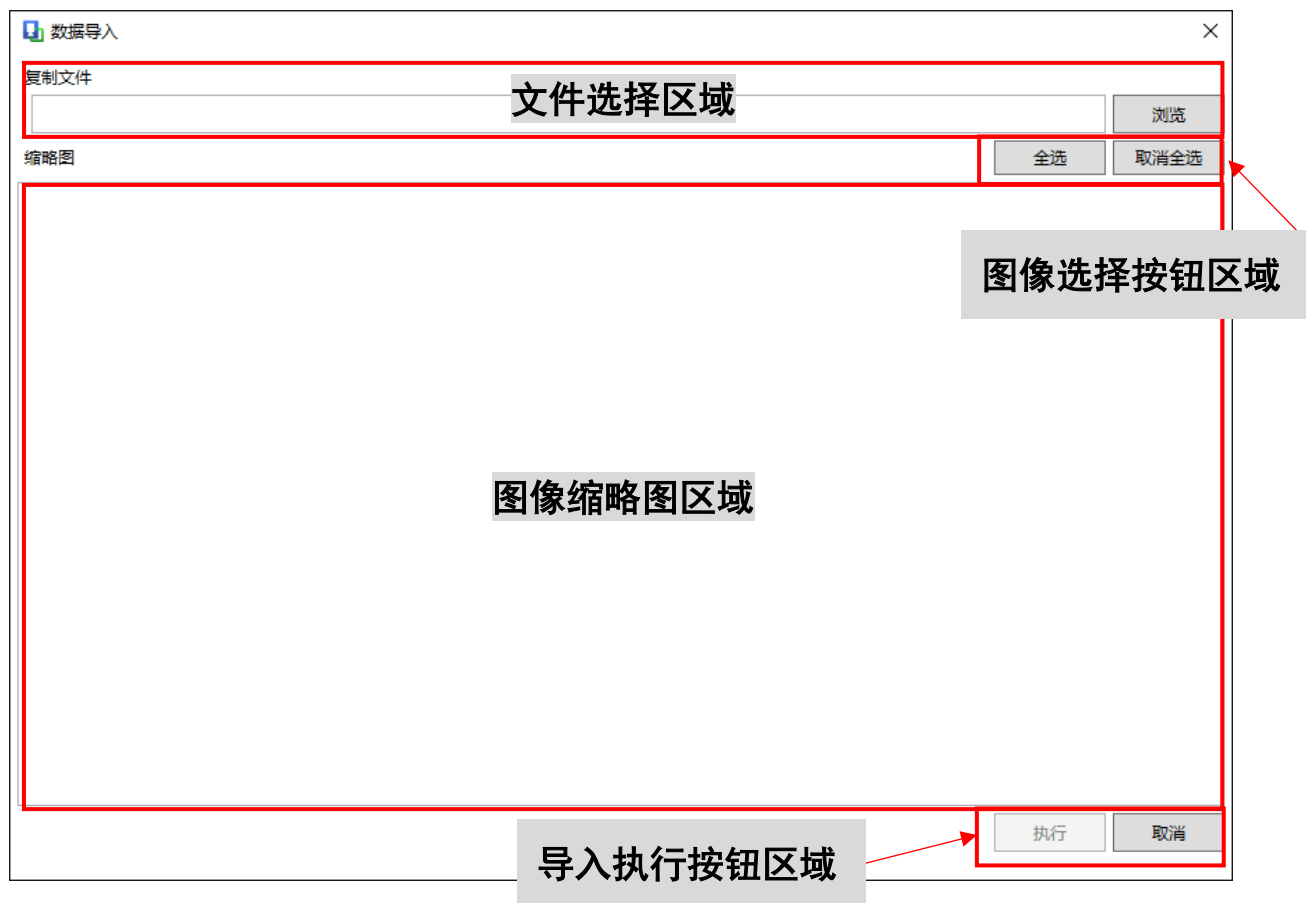 数据导入
复制文件
文件选择区域
浏览
缩略图
全选
取消全选
图像选择按钮区域
图像缩略图区域
执行
取消
导入执行按钮区域